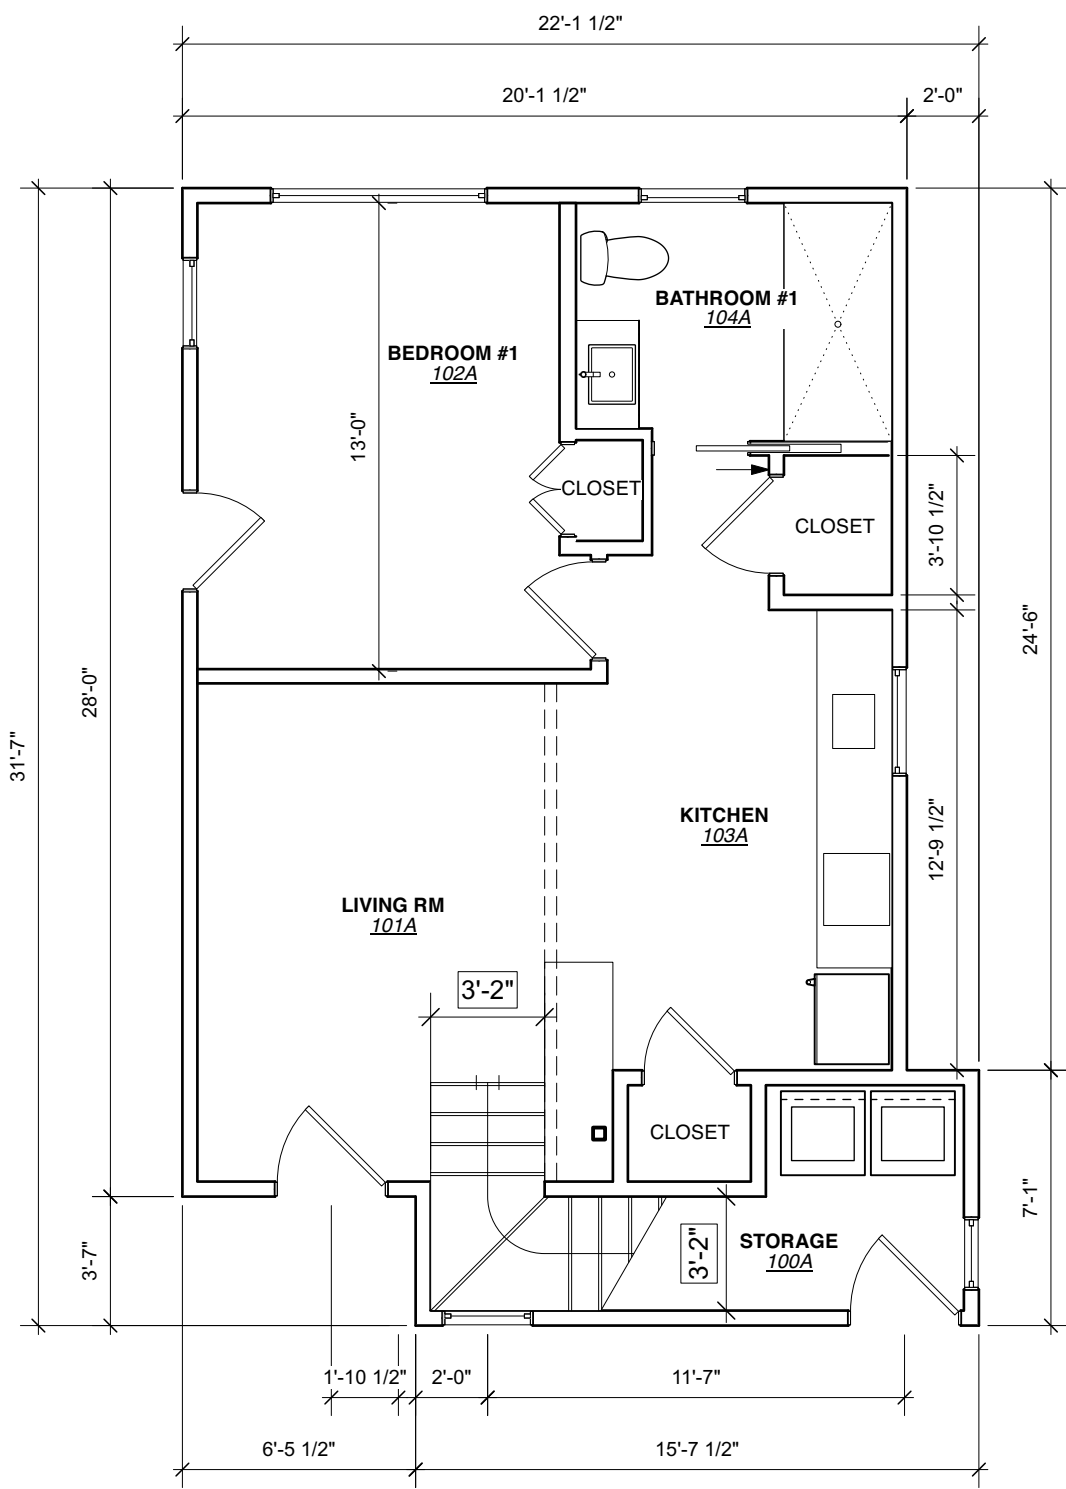 22'-1 1/2"
20'-1 1/2"
2'-0"
BATHROOM #1
104A
BEDROOM #1
102A
13'-0"
CLOSET
CLOSET
3'-10 1/2"
24'-6"
28'-0"
31'-7"
KITCHEN
103A
12'-9 1/2"
LIVING RM
101A
3'-2"
CLOSET
7'-1"
3'-7"
3'-2"
STORAGE
100A
1'-10 1/2"
2'-0"
11'-7"
6'-5 1/2"
15'-7 1/2"